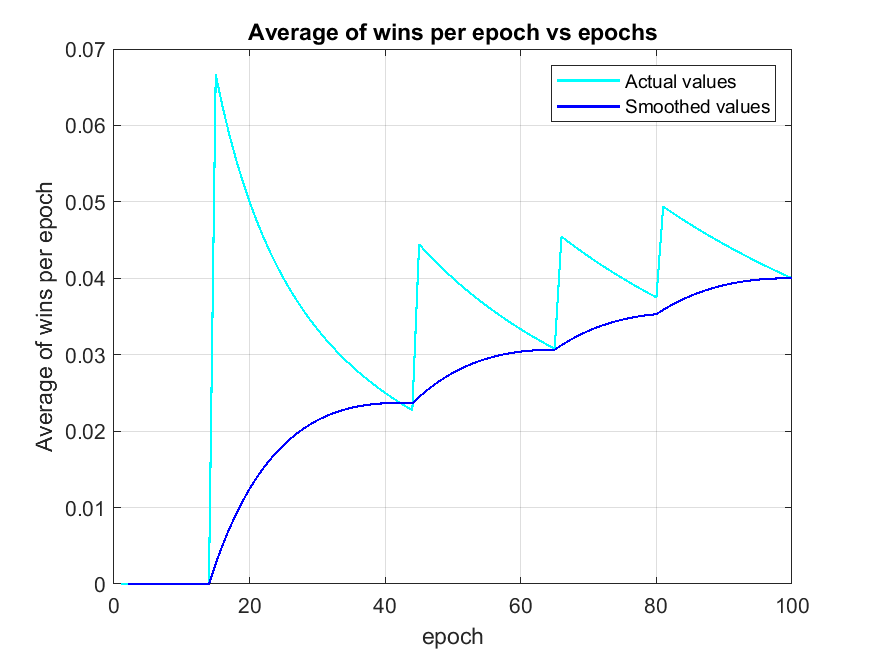 Average of wins per epoch vs epochs
Actual values
Smoothed values
Average of wins per epoch
0.07
0.06
0.05
0.04
0.03
0.02
0.01
0
0 20 40 60 80 100
epoch